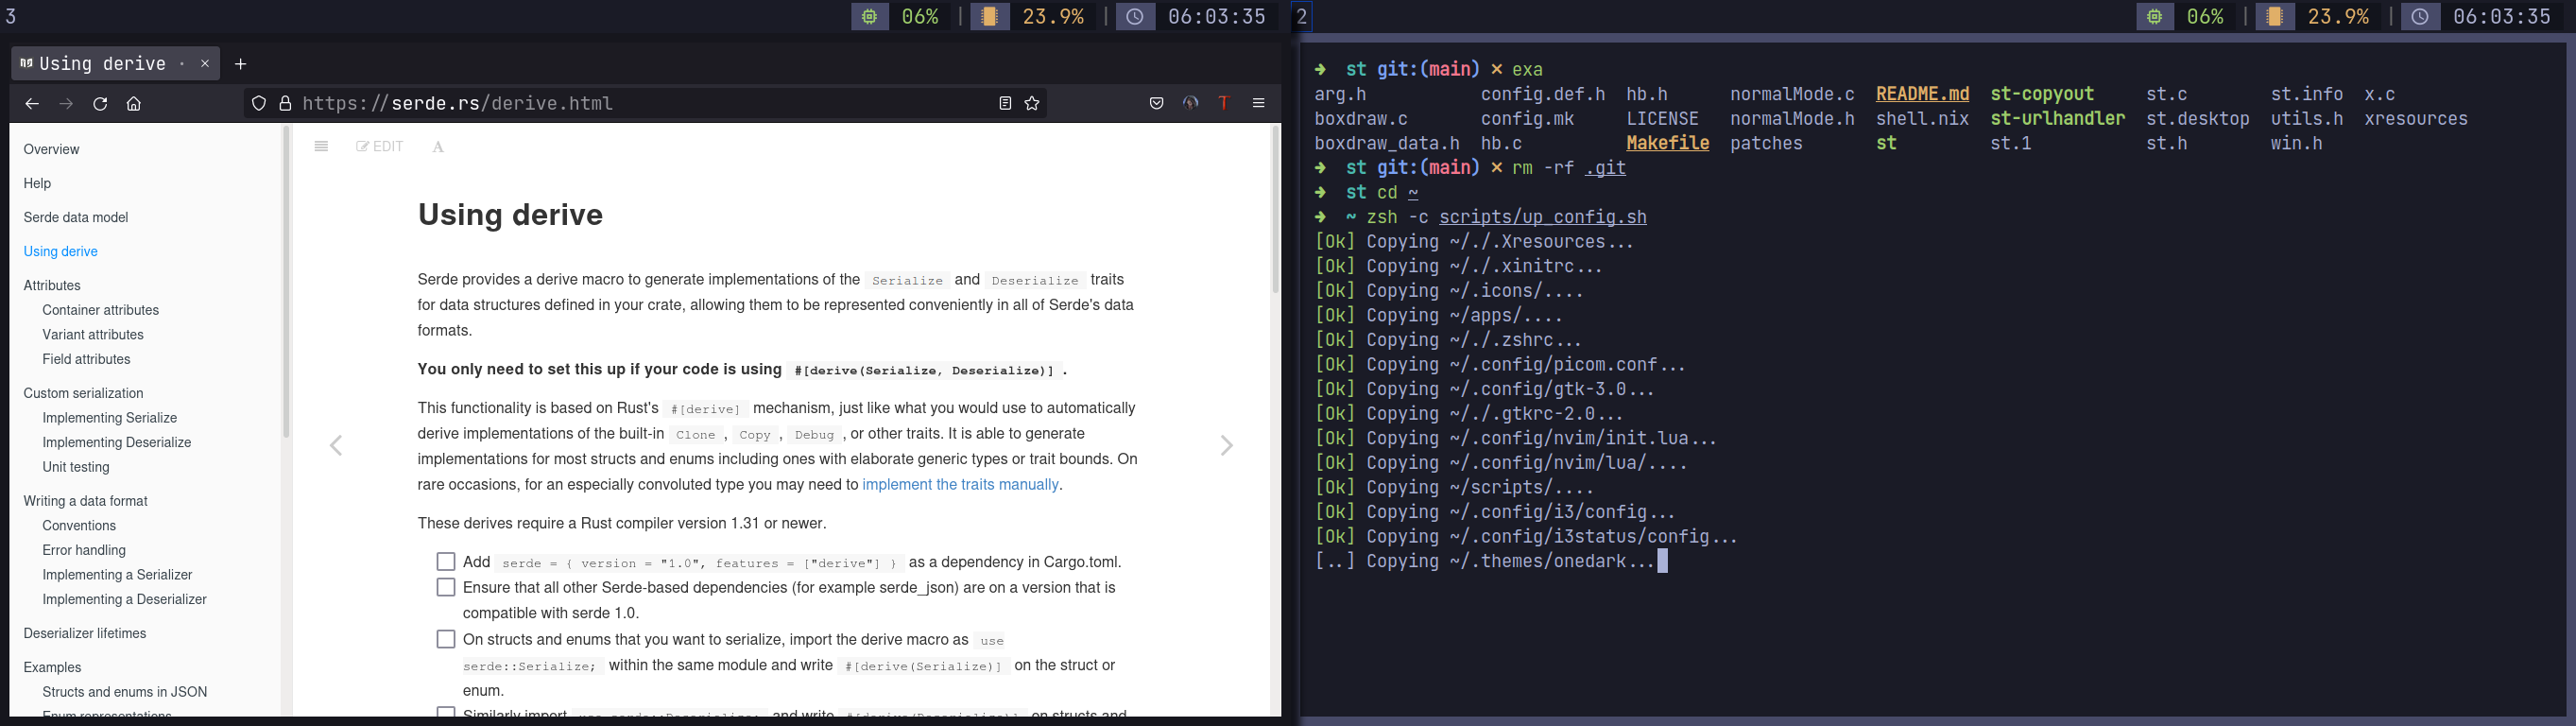 3
06% | 23.9% | 06:03:35
Using derive · × +
https://serde.rs/derive.html
Overview
Help
Serde data model
Using derive
Attributes
Container attributes
Variant attributes
Field attributes
Custom serialization
Implementing Serialize
Implementing Deserialize
Unit testing
Writing a data format
Conventions
Error handling
Implementing a Serializer
Implementing a Deserializer
Deserializer lifetimes
Examples
Structs and enums in JSON
Enum representations
EDIT A
Using derive
Serde provides a derive macro to generate implementations of the Serialize and Deserialize traits
for data structures defined in your crate, allowing them to be represented conveniently in all of Serde's data
formats.
You only need to set this up if your code is using #[derive(Serialize, Deserialize)] .
This functionality is based on Rust's #[derive] mechanism, just like what you would use to automatically
derive implementations of the built-in Clone , Copy , Debug , or other traits. It is able to generate
implementations for most structs and enums including ones with elaborate generic types or trait bounds. On
rare occasions, for an especially convoluted type you may need to implement the traits manually.
These derives require a Rust compiler version 1.31 or newer.
Add serde = { version = "1.0", features = ["derive"] } as a dependency in Cargo.toml.
Ensure that all other Serde-based dependencies (for example serde_json) are on a version that is
compatible with serde 1.0.
On structs and enums that you want to serialize, import the derive macro as use
serde::Serialize; within the same module and write #[derive(Serialize)] on the struct or
enum.
Similarly import use serde::Deserialize; and write #[derive(Deserialize)] on structs and
2
06% | 23.9% | 06:03:35
➜ st git:(main) ✕ exa
arg.h config.def.h hb.h normalMode.c README.md st-copyout st.c st.info x.c
boxdraw.c config.mk LICENSE normalMode.h shell.nix st-urlhandler st.desktop utils.h xresources
boxdraw_data.h hb.c Makefile patches st st.1 st.h win.h
➜ st git:(main) ✕ rm -rf .git
➜ st cd ~
➜ ~ zsh -c scripts/up_config.sh
[Ok] Copying ~/./.Xresources...
[Ok] Copying ~/./.xinitrc...
[Ok] Copying ~/.icons/....
[Ok] Copying ~/apps/....
[Ok] Copying ~/./.zshrc...
[Ok] Copying ~/.config/picom.conf...
[Ok] Copying ~/.config/gtk-3.0...
[Ok] Copying ~/./.gtkrc-2.0...
[Ok] Copying ~/.config/nvim/init.lua...
[Ok] Copying ~/.config/nvim/lua/....
[Ok] Copying ~/scripts/....
[Ok] Copying ~/.config/i3/config...
[Ok] Copying ~/.config/i3status/config...
[..] Copying ~/.themes/onedark...